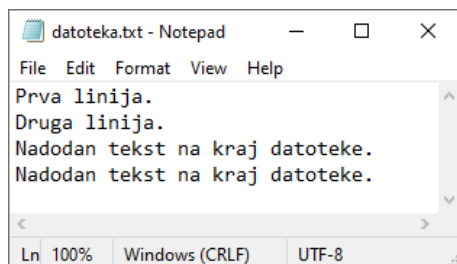 datoteka.txt - Notepad
File Edit Format View Help
Prva linija.
Druga linija.
Nadodan tekst na kraj datoteke.
Nadodan tekst na kraj datoteke.
Ln 100% Windows (CRLF) UTF-8